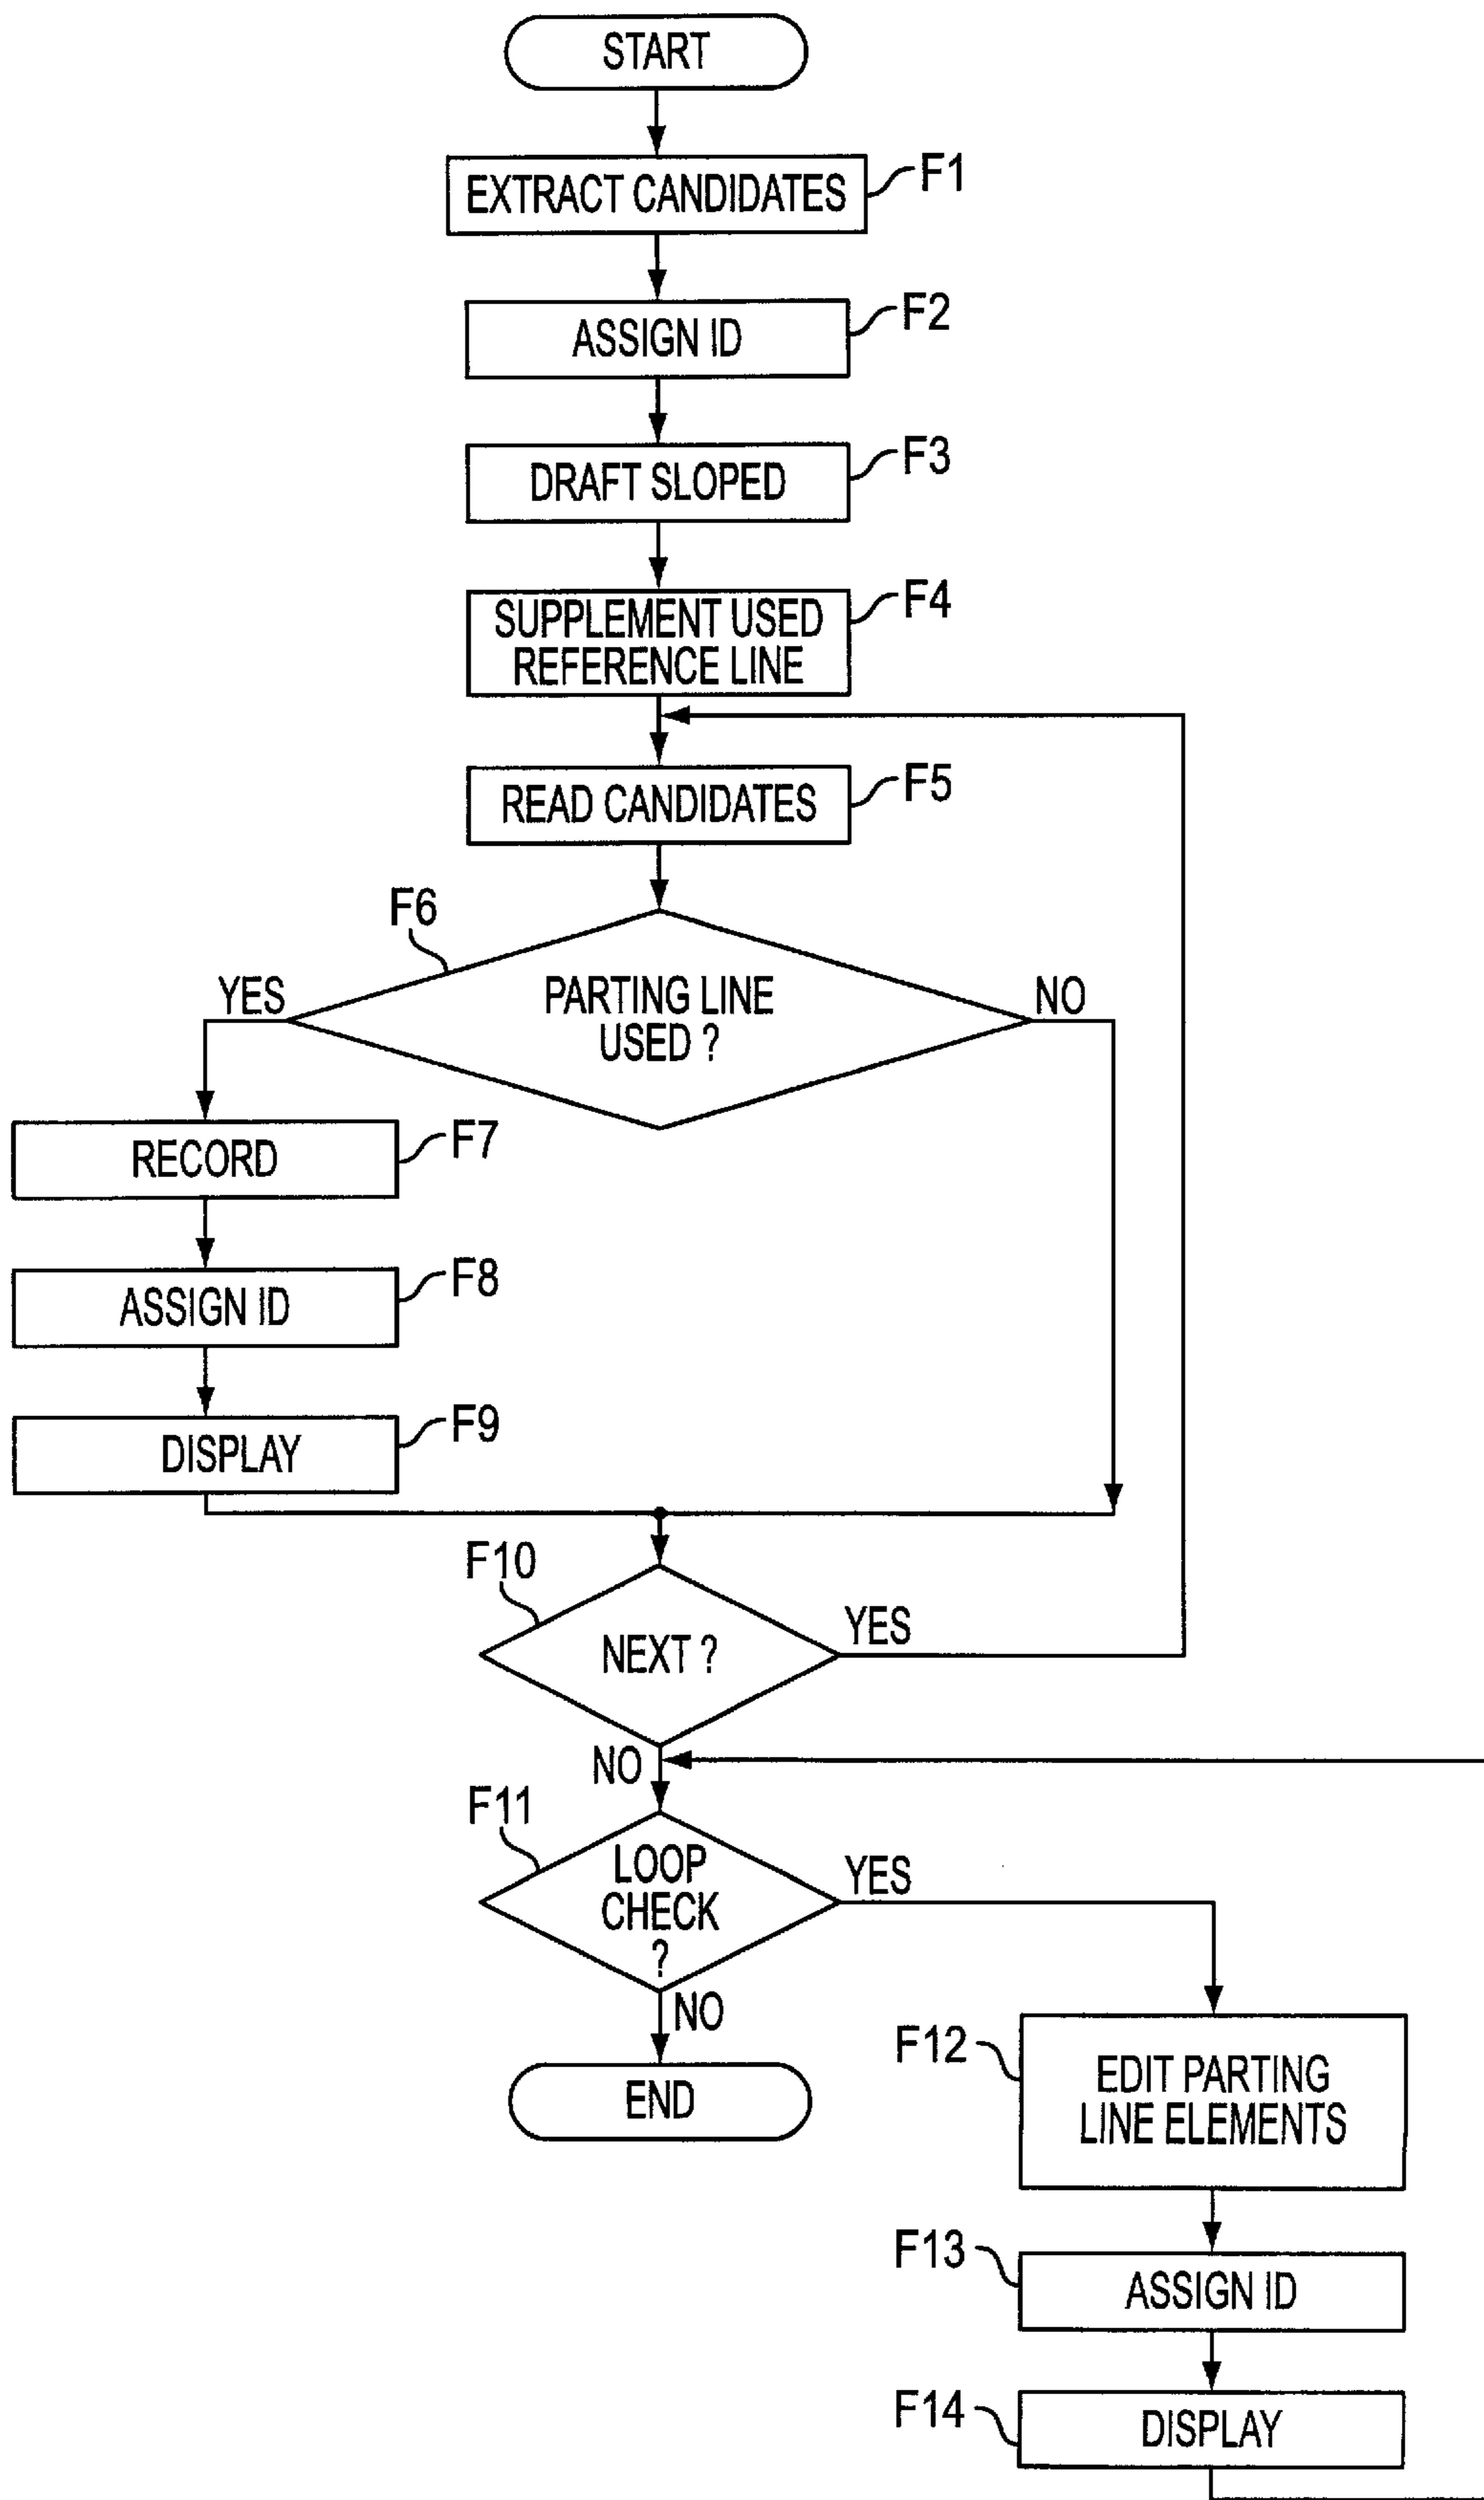 START
EXTRACT CANDIDATES
F1
ASSIGN ID
F2
DRAFT SLOPED
F3
SUPPLEMENT USED
REFERENCE LINE
F4
READ CANDIDATES
F5
F6
YES
PARTING LINE
USED ?
NO
RECORD
F7
ASSIGN ID
F8
DISPLAY
F9
F10
NEXT ?
YES
NO
F11
LOOP
CHECK
?
YES
NO
END
F12
EDIT PARTING
LINE ELEMENTS
F13
ASSIGN ID
F14
DISPLAY